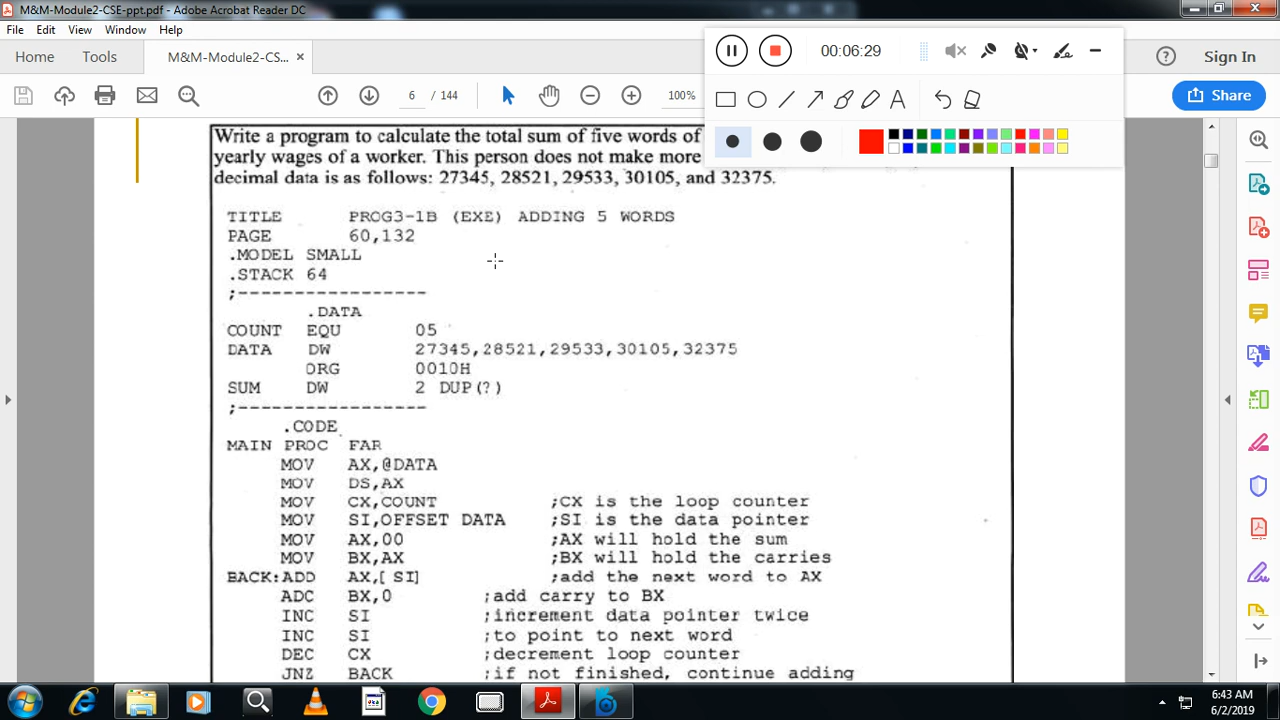 M&M-Module2-CSE-ppt.pdf - Adobe Acrobat Reader DC
File Edit View Window Help
Home Tools M&M-Module2-CS... ×
00:06:29
Sign In
6 / 144 100%
Share
Write a program to calculate the total sum of five words of
yearly wages of a worker. This person does not make more
decimal data is as follows: 27345, 28521, 29533, 30105, and 32375.
TITLE PROG3-1B (EXE) ADDING 5 WORDS
PAGE 60,132
.MODEL SMALL
.STACK 64
;------------------
.DATA
COUNT EQU 05
DATA DW 27345,28521,29533,30105,32375
ORG 0010H
SUM DW 2 DUP(?)
;------------------
.CODE
MAIN PROC FAR
MOV AX,@DATA
MOV DS,AX
MOV CX,COUNT ;CX is the loop counter
MOV SI,OFFSET DATA ;SI is the data pointer
MOV AX,00 ;AX will hold the sum
MOV BX,AX ;BX will hold the carries
BACK:ADD AX,[ SI] ;add the next word to AX
ADC BX,0 ;add carry to BX
INC SI ;increment data pointer twice
INC SI ;to point to next word
DEC CX ;decrement loop counter
JNZ BACK ;if not finished, continue adding
6:43 AM
6/2/2019